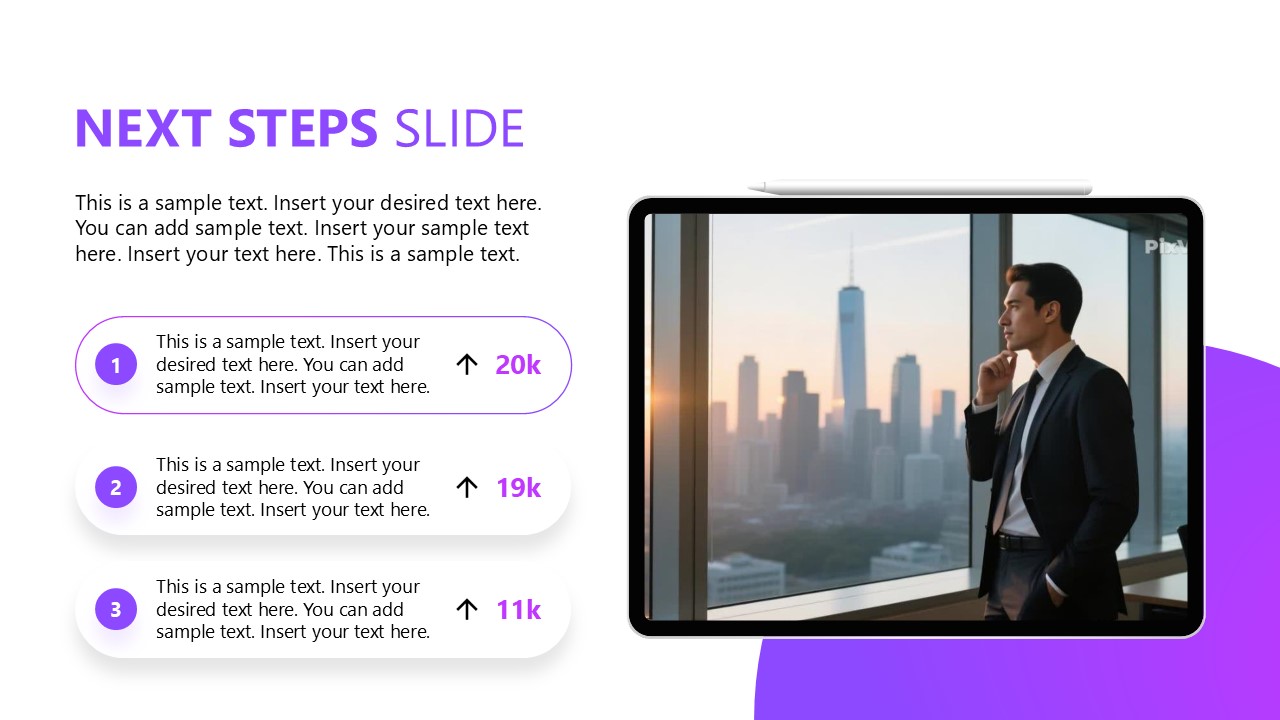 NEXT STEPS SLIDE
This is a sample text. Insert your desired text here.
You can add sample text. Insert your sample text
here. Insert your text here. This is a sample text.
1
This is a sample text. Insert your
desired text here. You can add
sample text. Insert your text here.
↑ 20k
2
This is a sample text. Insert your
desired text here. You can add
sample text. Insert your text here.
↑ 19k
3
This is a sample text. Insert your
desired text here. You can add
sample text. Insert your text here.
↑ 11k